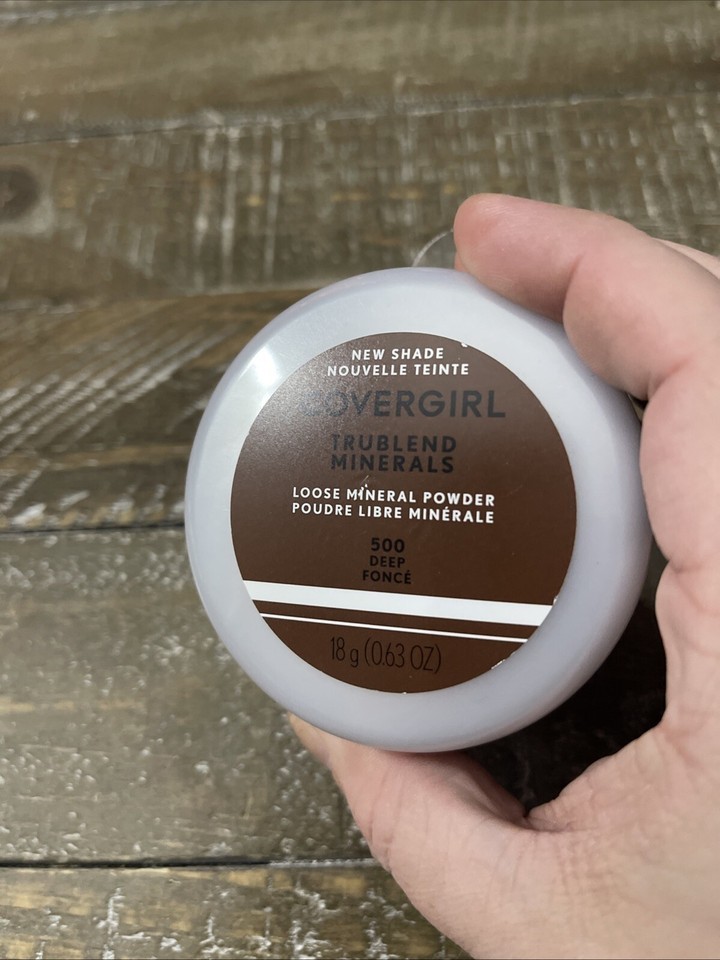 NEW SHADE
NOUVELLE TEINTE
COVERGIRL
TRUBLEND
MINERALS
LOOSE MINERAL POWDER
POUDRE LIBRE MINÉRALE
500
DEEP
FONCÉ
18 g (0.63 OZ)